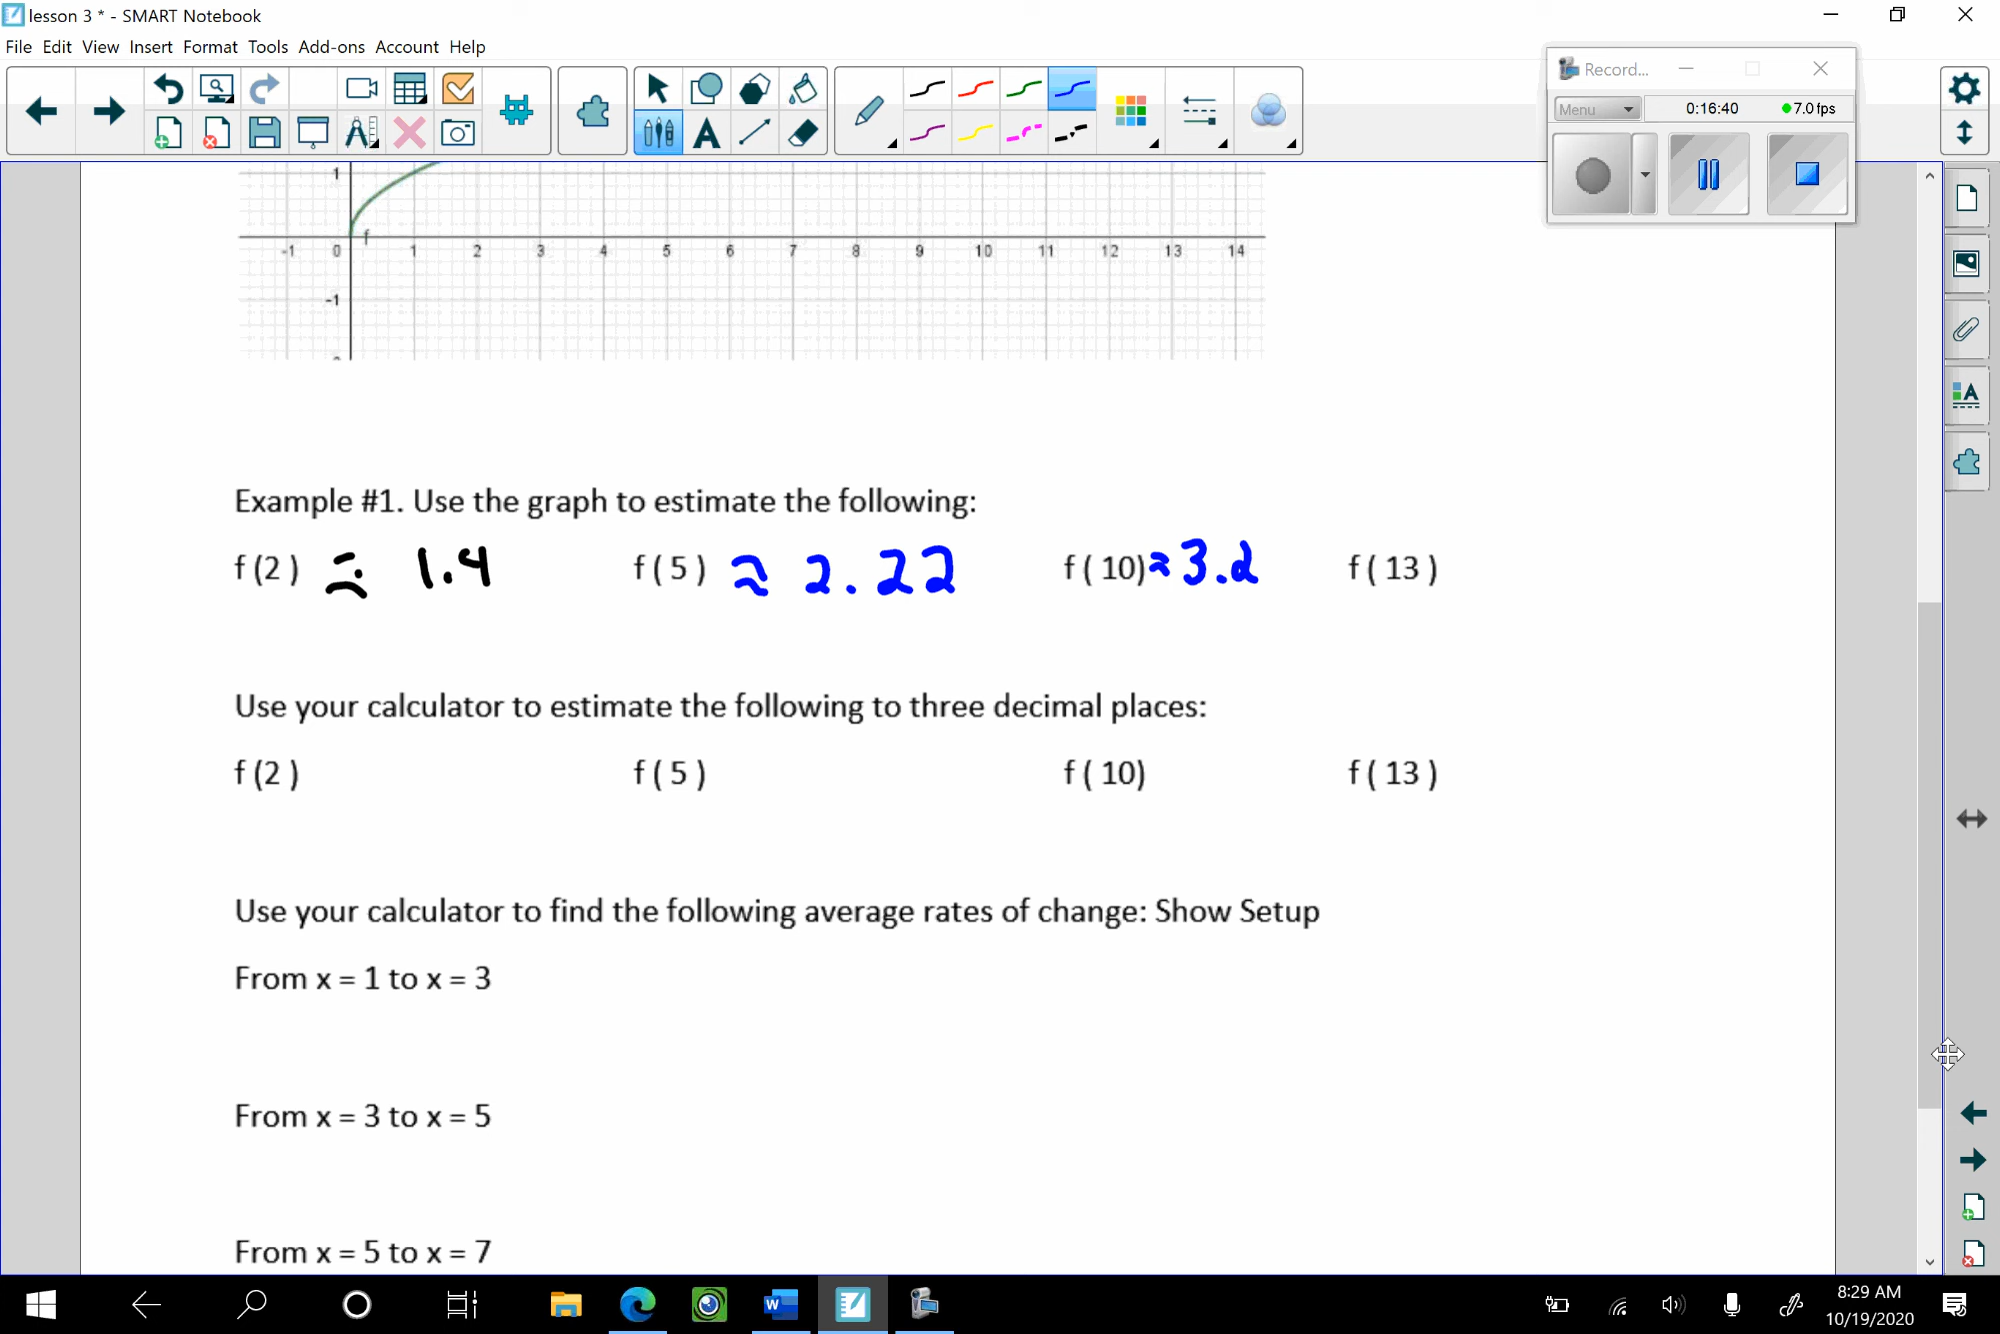 lesson 3 * - SMART Notebook
File Edit View Insert Format Tools Add-ons Account Help
Record...
Menu 0:16:40 7.0 fps
1
f
-1 0 1 2 3 4 5 6 7 8 9 10 11 12 13 14
-1
Example #1. Use the graph to estimate the following:
f (2 ) ≈ 1.4 f ( 5 ) ≈ 2.22 f ( 10) ≈ 3.2 f ( 13 )
Use your calculator to estimate the following to three decimal places:
f (2 ) f ( 5 ) f ( 10) f ( 13 )
Use your calculator to find the following average rates of change: Show Setup
From x = 1 to x = 3
From x = 3 to x = 5
From x = 5 to x = 7
8:29 AM
10/19/2020